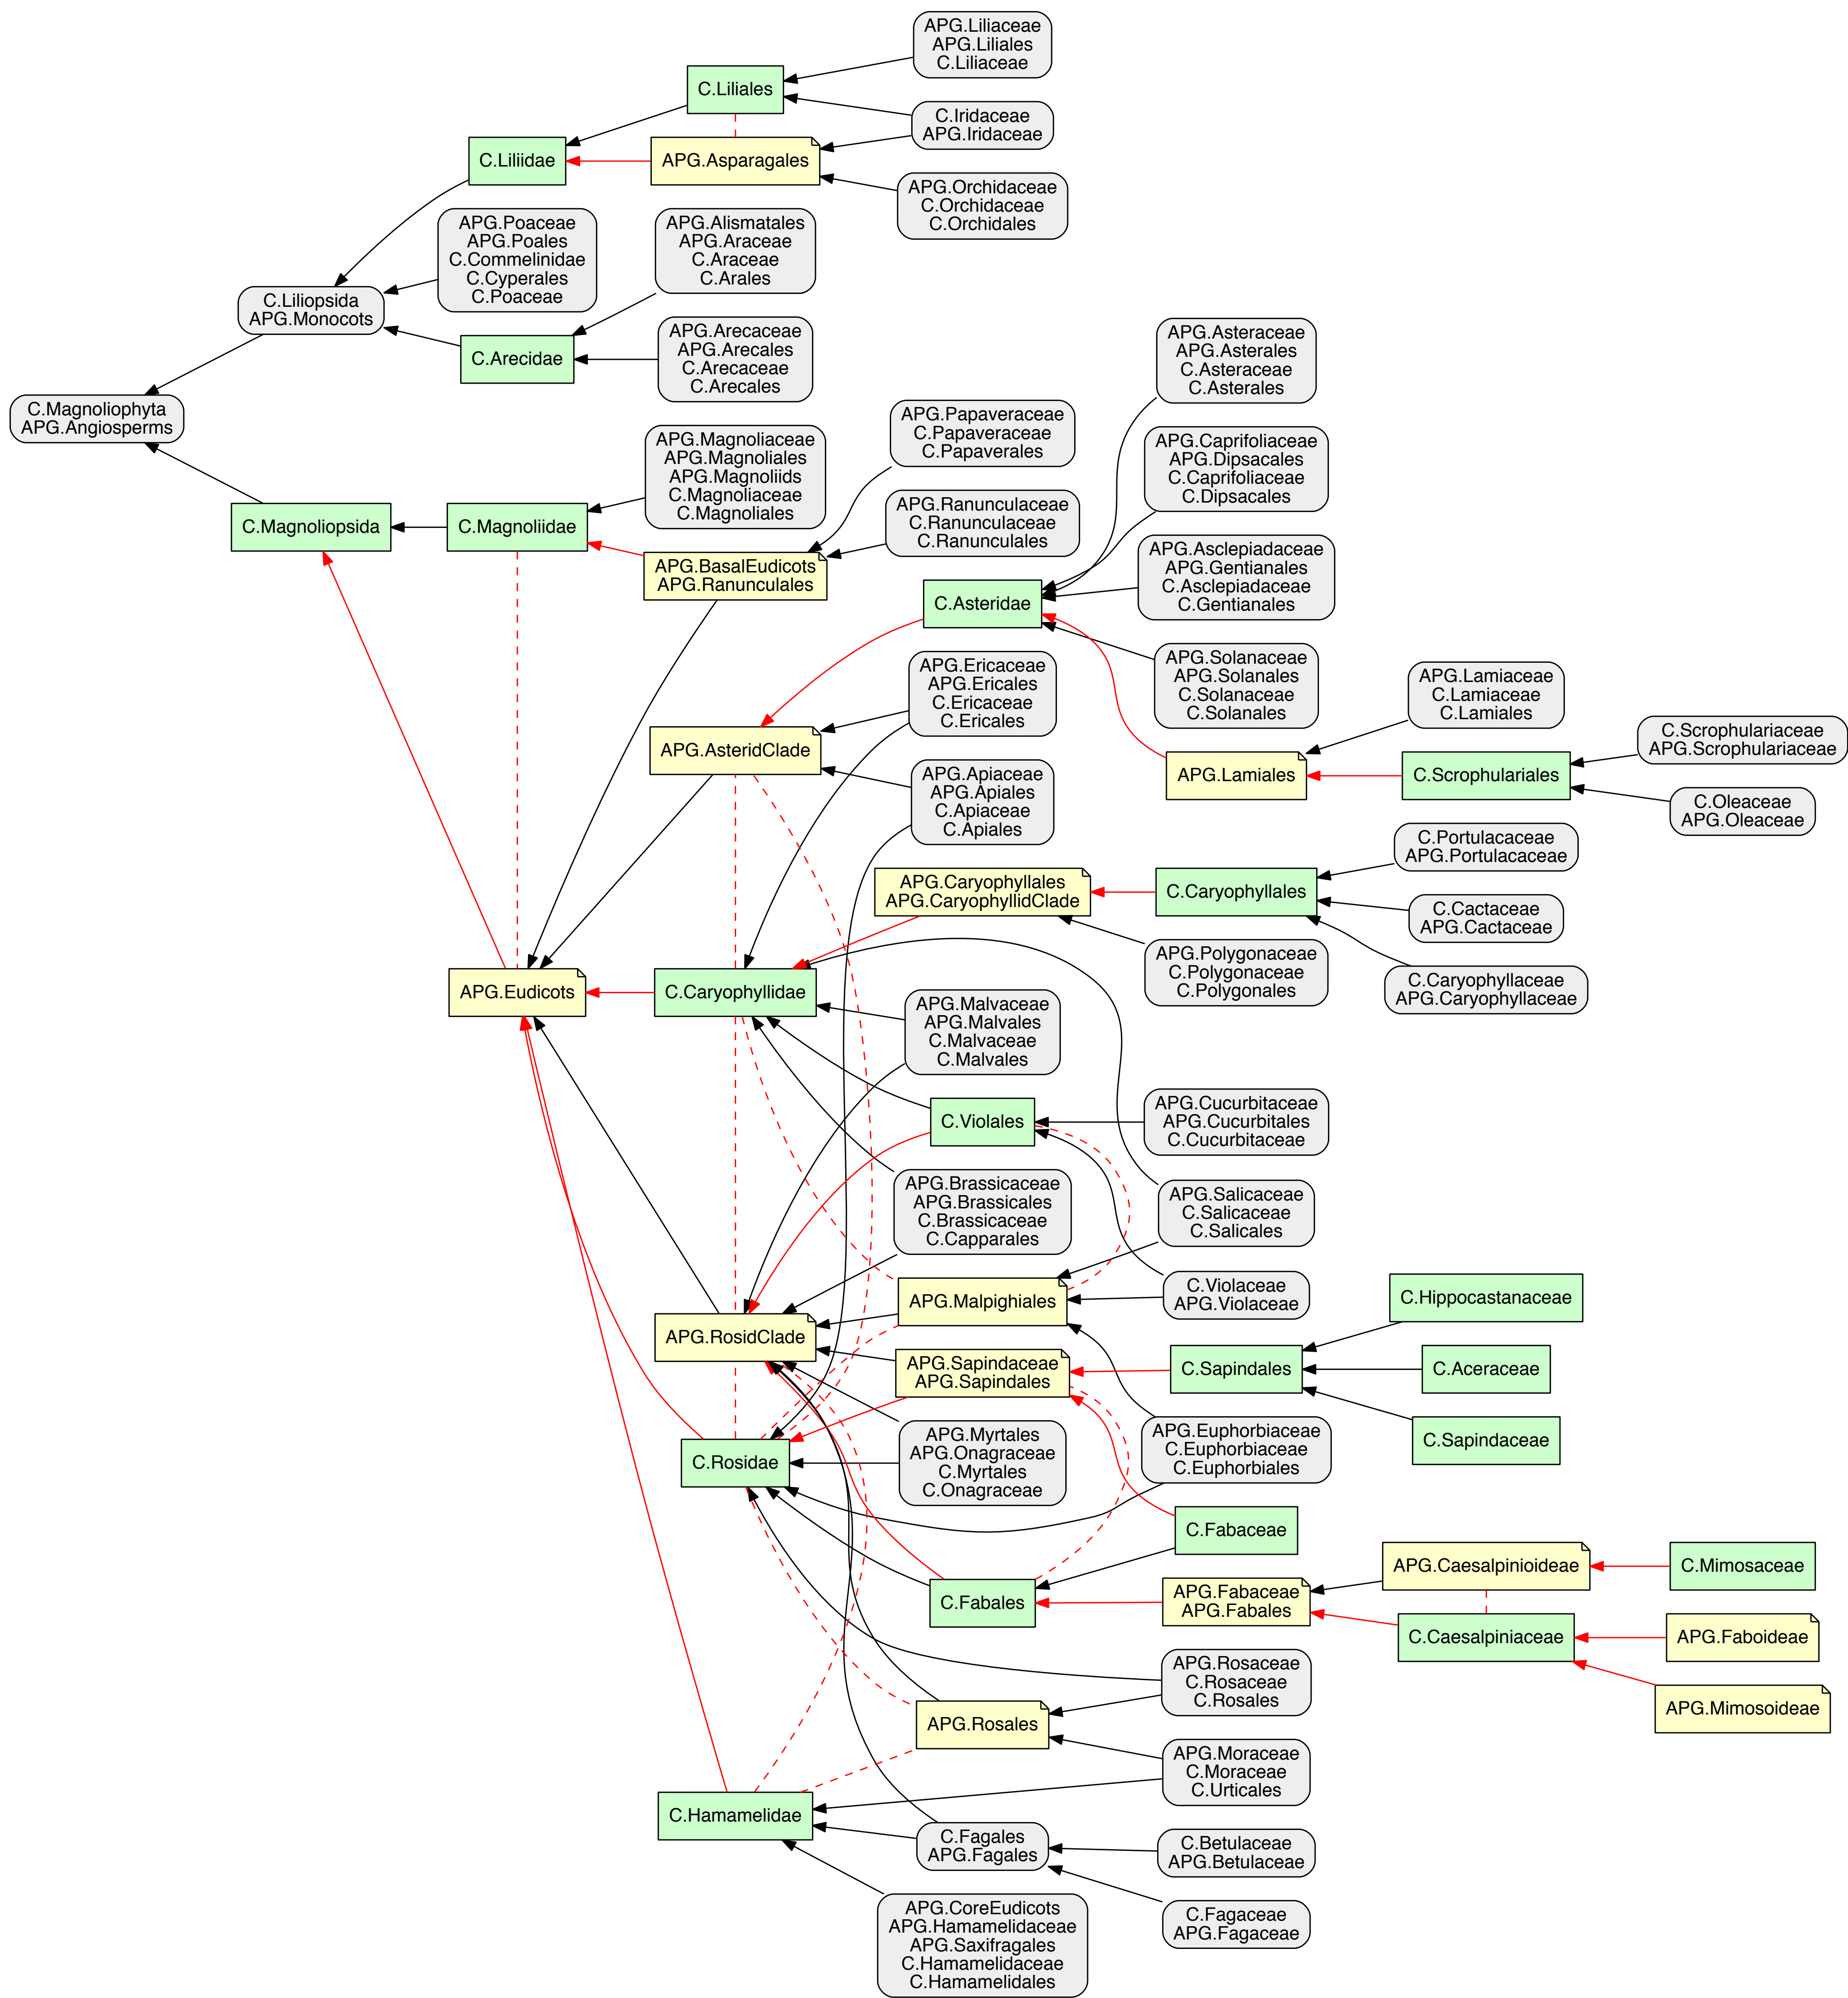 APG.Liliaceae
APG.Liliales
C.Liliaceae
C.Liliales
C.Iridaceae
APG.Iridaceae
C.Liliidae
APG.Asparagales
APG.Orchidaceae
C.Orchidaceae
C.Orchidales
APG.Poaceae
APG.Poales
C.Commelinidae
C.Cyperales
C.Poaceae
APG.Alismatales
APG.Araceae
C.Araceae
C.Arales
C.Liliopsida
APG.Monocots
C.Arecidae
APG.Arecaceae
APG.Arecales
C.Arecaceae
C.Arecales
C.Magnoliophyta
APG.Angiosperms
APG.Asteraceae
APG.Asterales
C.Asteraceae
C.Asterales
APG.Papaveraceae
C.Papaveraceae
C.Papaverales
APG.Caprifoliaceae
APG.Dipsacales
C.Caprifoliaceae
C.Dipsacales
APG.Magnoliaceae
APG.Magnoliales
APG.Magnoliids
C.Magnoliaceae
C.Magnoliales
C.Magnoliopsida
C.Magnoliidae
APG.Ranunculaceae
C.Ranunculaceae
C.Ranunculales
APG.BasalEudicots
APG.Ranunculales
APG.Asclepiadaceae
APG.Gentianales
C.Asclepiadaceae
C.Gentianales
C.Asteridae
APG.Solanaceae
APG.Solanales
C.Solanaceae
C.Solanales
APG.Ericaceae
APG.Ericales
C.Ericaceae
C.Ericales
APG.Lamiaceae
C.Lamiaceae
C.Lamiales
C.Scrophulariaceae
APG.Scrophulariaceae
APG.AsteridClade
APG.Lamiales
C.Scrophulariales
APG.Apiaceae
APG.Apiales
C.Apiaceae
C.Apiales
C.Oleaceae
APG.Oleaceae
C.Portulacaceae
APG.Portulacaceae
APG.Caryophyllales
APG.CaryophyllidClade
C.Caryophyllales
C.Cactaceae
APG.Cactaceae
APG.Polygonaceae
C.Polygonaceae
C.Polygonales
C.Caryophyllaceae
APG.Caryophyllaceae
APG.Eudicots
C.Caryophyllidae
APG.Malvaceae
APG.Malvales
C.Malvaceae
C.Malvales
C.Violales
APG.Cucurbitaceae
APG.Cucurbitales
C.Cucurbitaceae
APG.Brassicaceae
APG.Brassicales
C.Brassicaceae
C.Capparales
APG.Salicaceae
C.Salicaceae
C.Salicales
C.Violaceae
APG.Violaceae
APG.Malpighiales
C.Hippocastanaceae
APG.RosidClade
APG.Sapindaceae
APG.Sapindales
C.Sapindales
C.Aceraceae
C.Sapindaceae
C.Rosidae
APG.Myrtales
APG.Onagraceae
C.Myrtales
C.Onagraceae
APG.Euphorbiaceae
C.Euphorbiaceae
C.Euphorbiales
C.Fabaceae
APG.Caesalpinioideae
C.Mimosaceae
C.Fabales
APG.Fabaceae
APG.Fabales
C.Caesalpiniaceae
APG.Faboideae
APG.Rosaceae
C.Rosaceae
C.Rosales
APG.Mimosoideae
APG.Rosales
APG.Moraceae
C.Moraceae
C.Urticales
C.Hamamelidae
C.Fagales
APG.Fagales
C.Betulaceae
APG.Betulaceae
C.Fagaceae
APG.Fagaceae
APG.CoreEudicots
APG.Hamamelidaceae
APG.Saxifragales
C.Hamamelidaceae
C.Hamamelidales